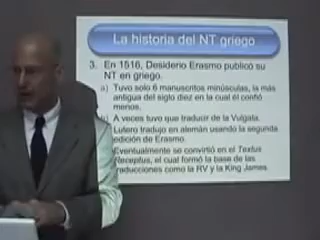 La historia del NT griego
3. En 1516, Desiderio Erasmo publicó su
NT en griego.
a) Tuvo solo 6 manuscritos minúsculas, la más
antigua del siglo diez en la cual él confió
menos.
A veces tuvo que traducir de la Vulgata.
Lutero tradujo en alemán usando la segunda
edición de Erasmo.
Eventualmente se convirtió en el Textus
Receptus, el cual formó la base de las
traducciones como la RV y la King James.